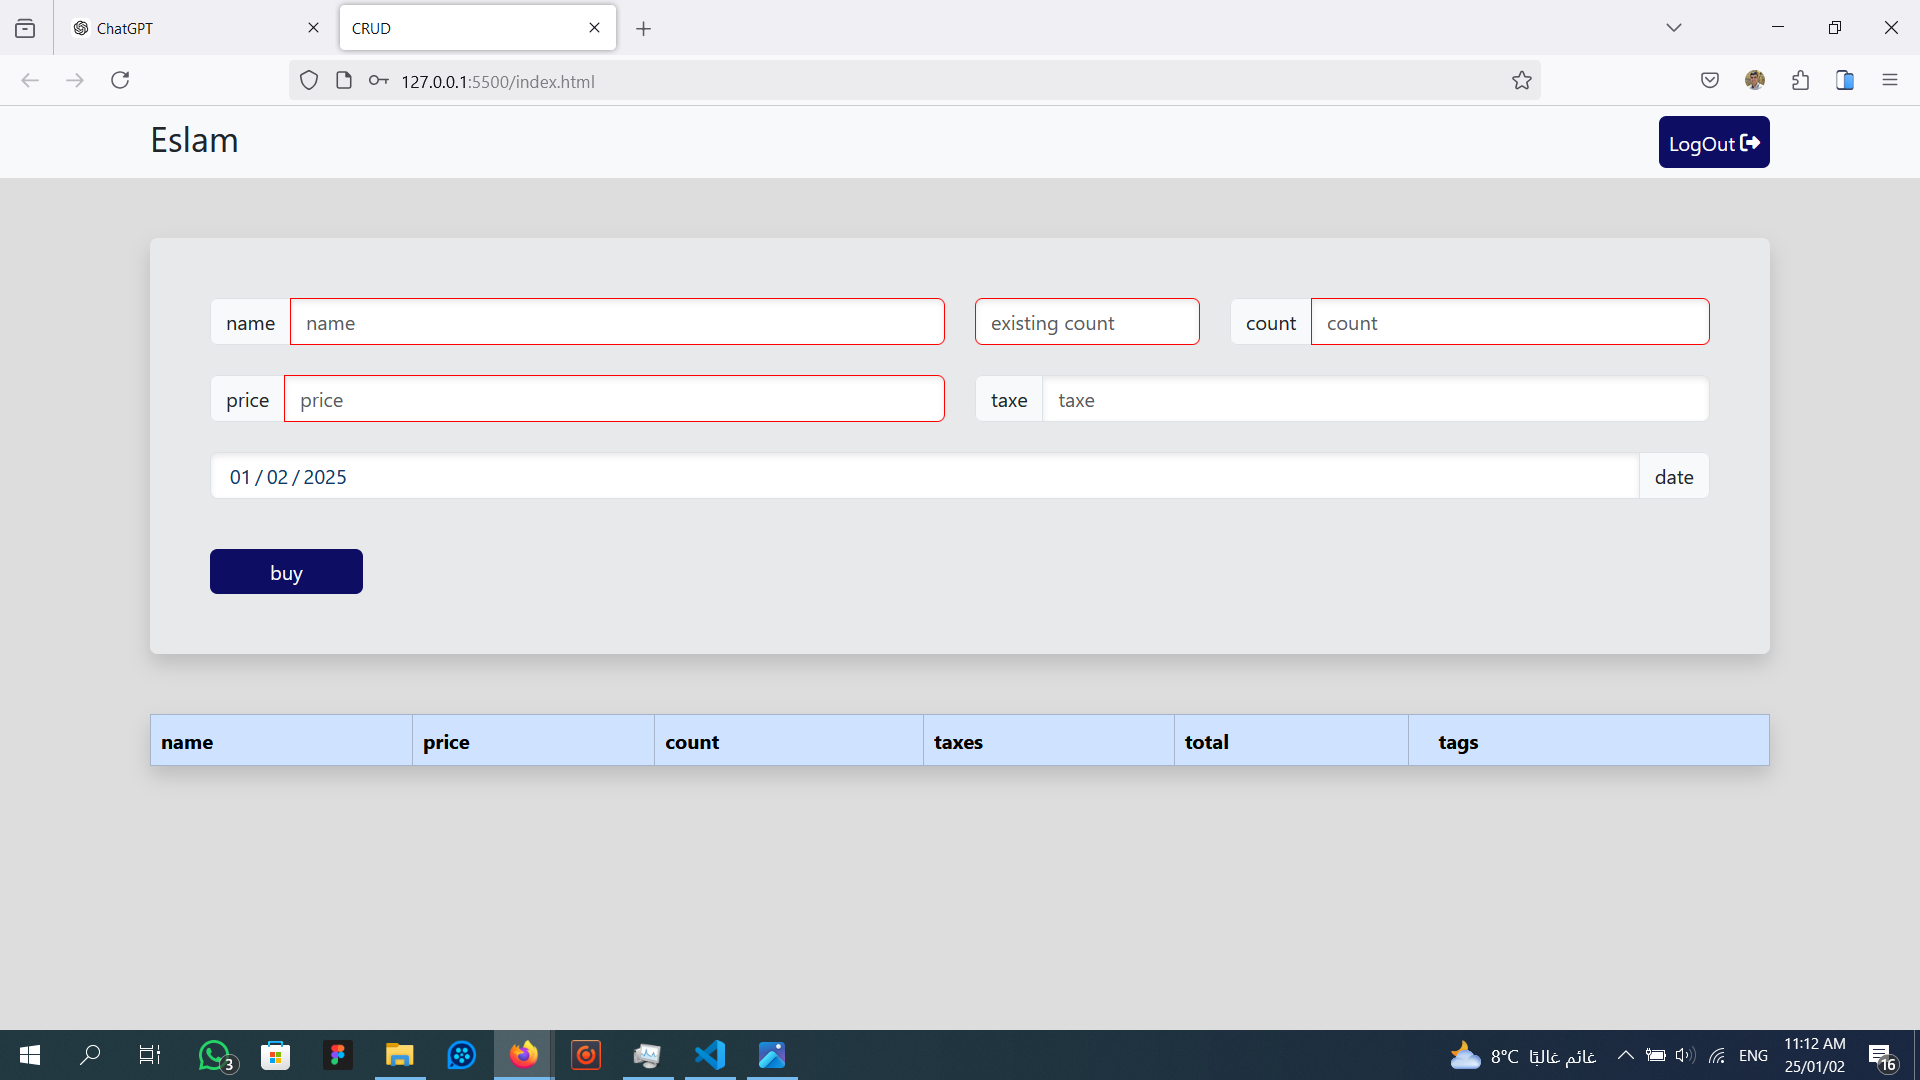 ChatGPT
CRUD
127.0.0.1:5500/index.html
Eslam
LogOut
name name existing count count count
price price taxe taxe
01 / 02 / 2025 date
buy
name price count taxes total tags
3
8°C غائم غالبًا ENG 11:12 AM
25/01/02
16